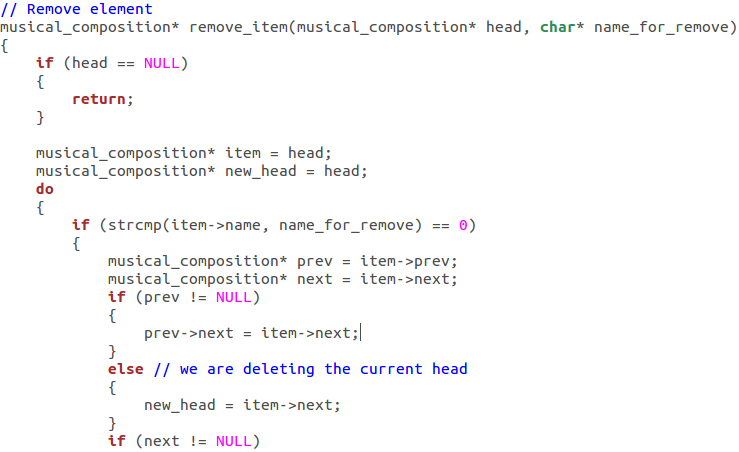 // Remove element
musical_composition* remove_item(musical_composition* head, char* name_for_remove)
{
    if (head == NULL)
    {
        return;
    }

    musical_composition* item = head;
    musical_composition* new_head = head;
    do
    {
        if (strcmp(item->name, name_for_remove) == 0)
        {
            musical_composition* prev = item->prev;
            musical_composition* next = item->next;
            if (prev != NULL)
            {
                prev->next = item->next;
            }
            else // we are deleting the current head
            {
                new_head = item->next;
            }
            if (next != NULL)